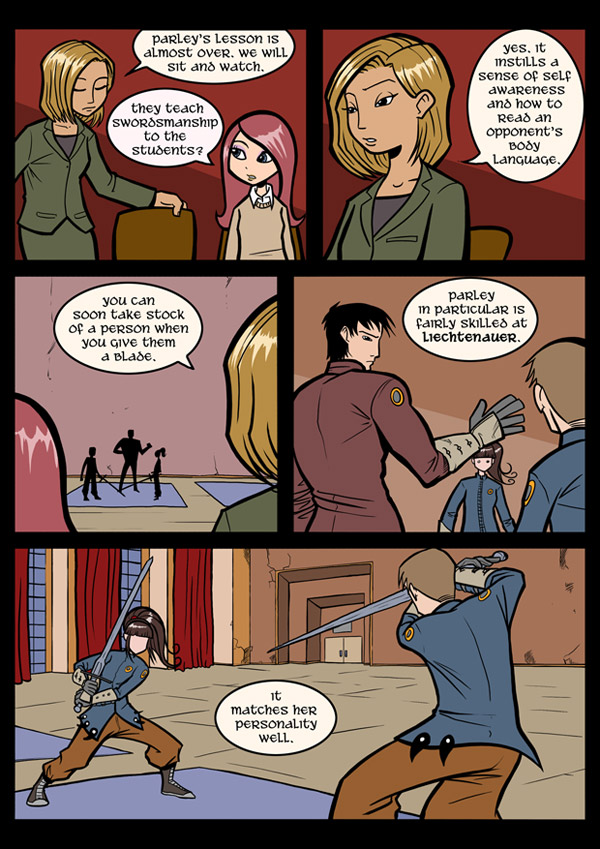 Parley's lesson is
almost over. We will
sit and watch.
They teach
swordsmanship
to the
students?
Yes. It
instills a
sense of self
awareness
and how to
read an
opponent's
body
language.
You can
soon take stock
of a person when
you give them
a blade.
Parley
in particular is
fairly skilled at
Liechtenauer.
It
matches her
personality
well.